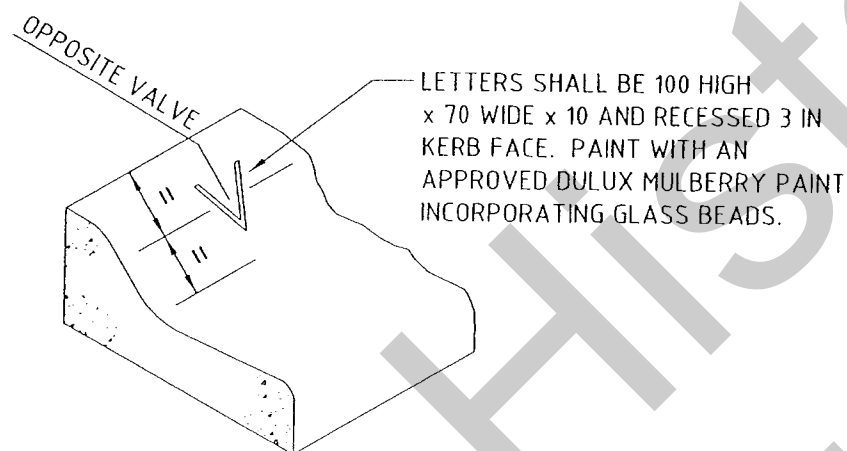 OPPOSITE VALVE
LETTERS SHALL BE 100 HIGH
x 70 WIDE x 10 AND RECESSED 3 IN
KERB FACE. PAINT WITH AN
APPROVED DULUX MULBERRY PAINT
INCORPORATING GLASS BEADS.
V
=
=
Histo